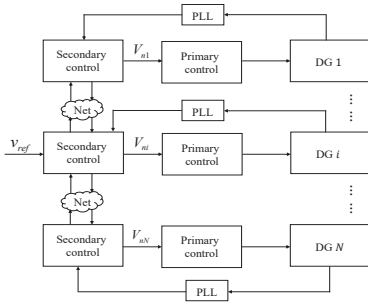 PLL
Secondary
control
V_{n1}
Primary
control
DG 1
Net
PLL
... ...
v_{ref}
Secondary
control
V_{ni}
Primary
control
DG i
Net
... ...
Secondary
control
V_{nN}
Primary
control
DG N
PLL